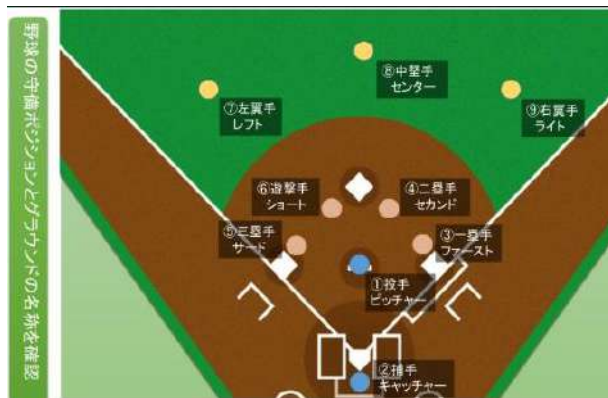 野球の守備ポジションとグラウンドの名称を確認
⑧中堅手
センター
⑦左翼手
レフト
⑨右翼手
ライト
⑥遊撃手
ショート
④二塁手
セカンド
⑤三塁手
サード
③一塁手
ファースト
①投手
ピッチャー
②捕手
キャッチャー